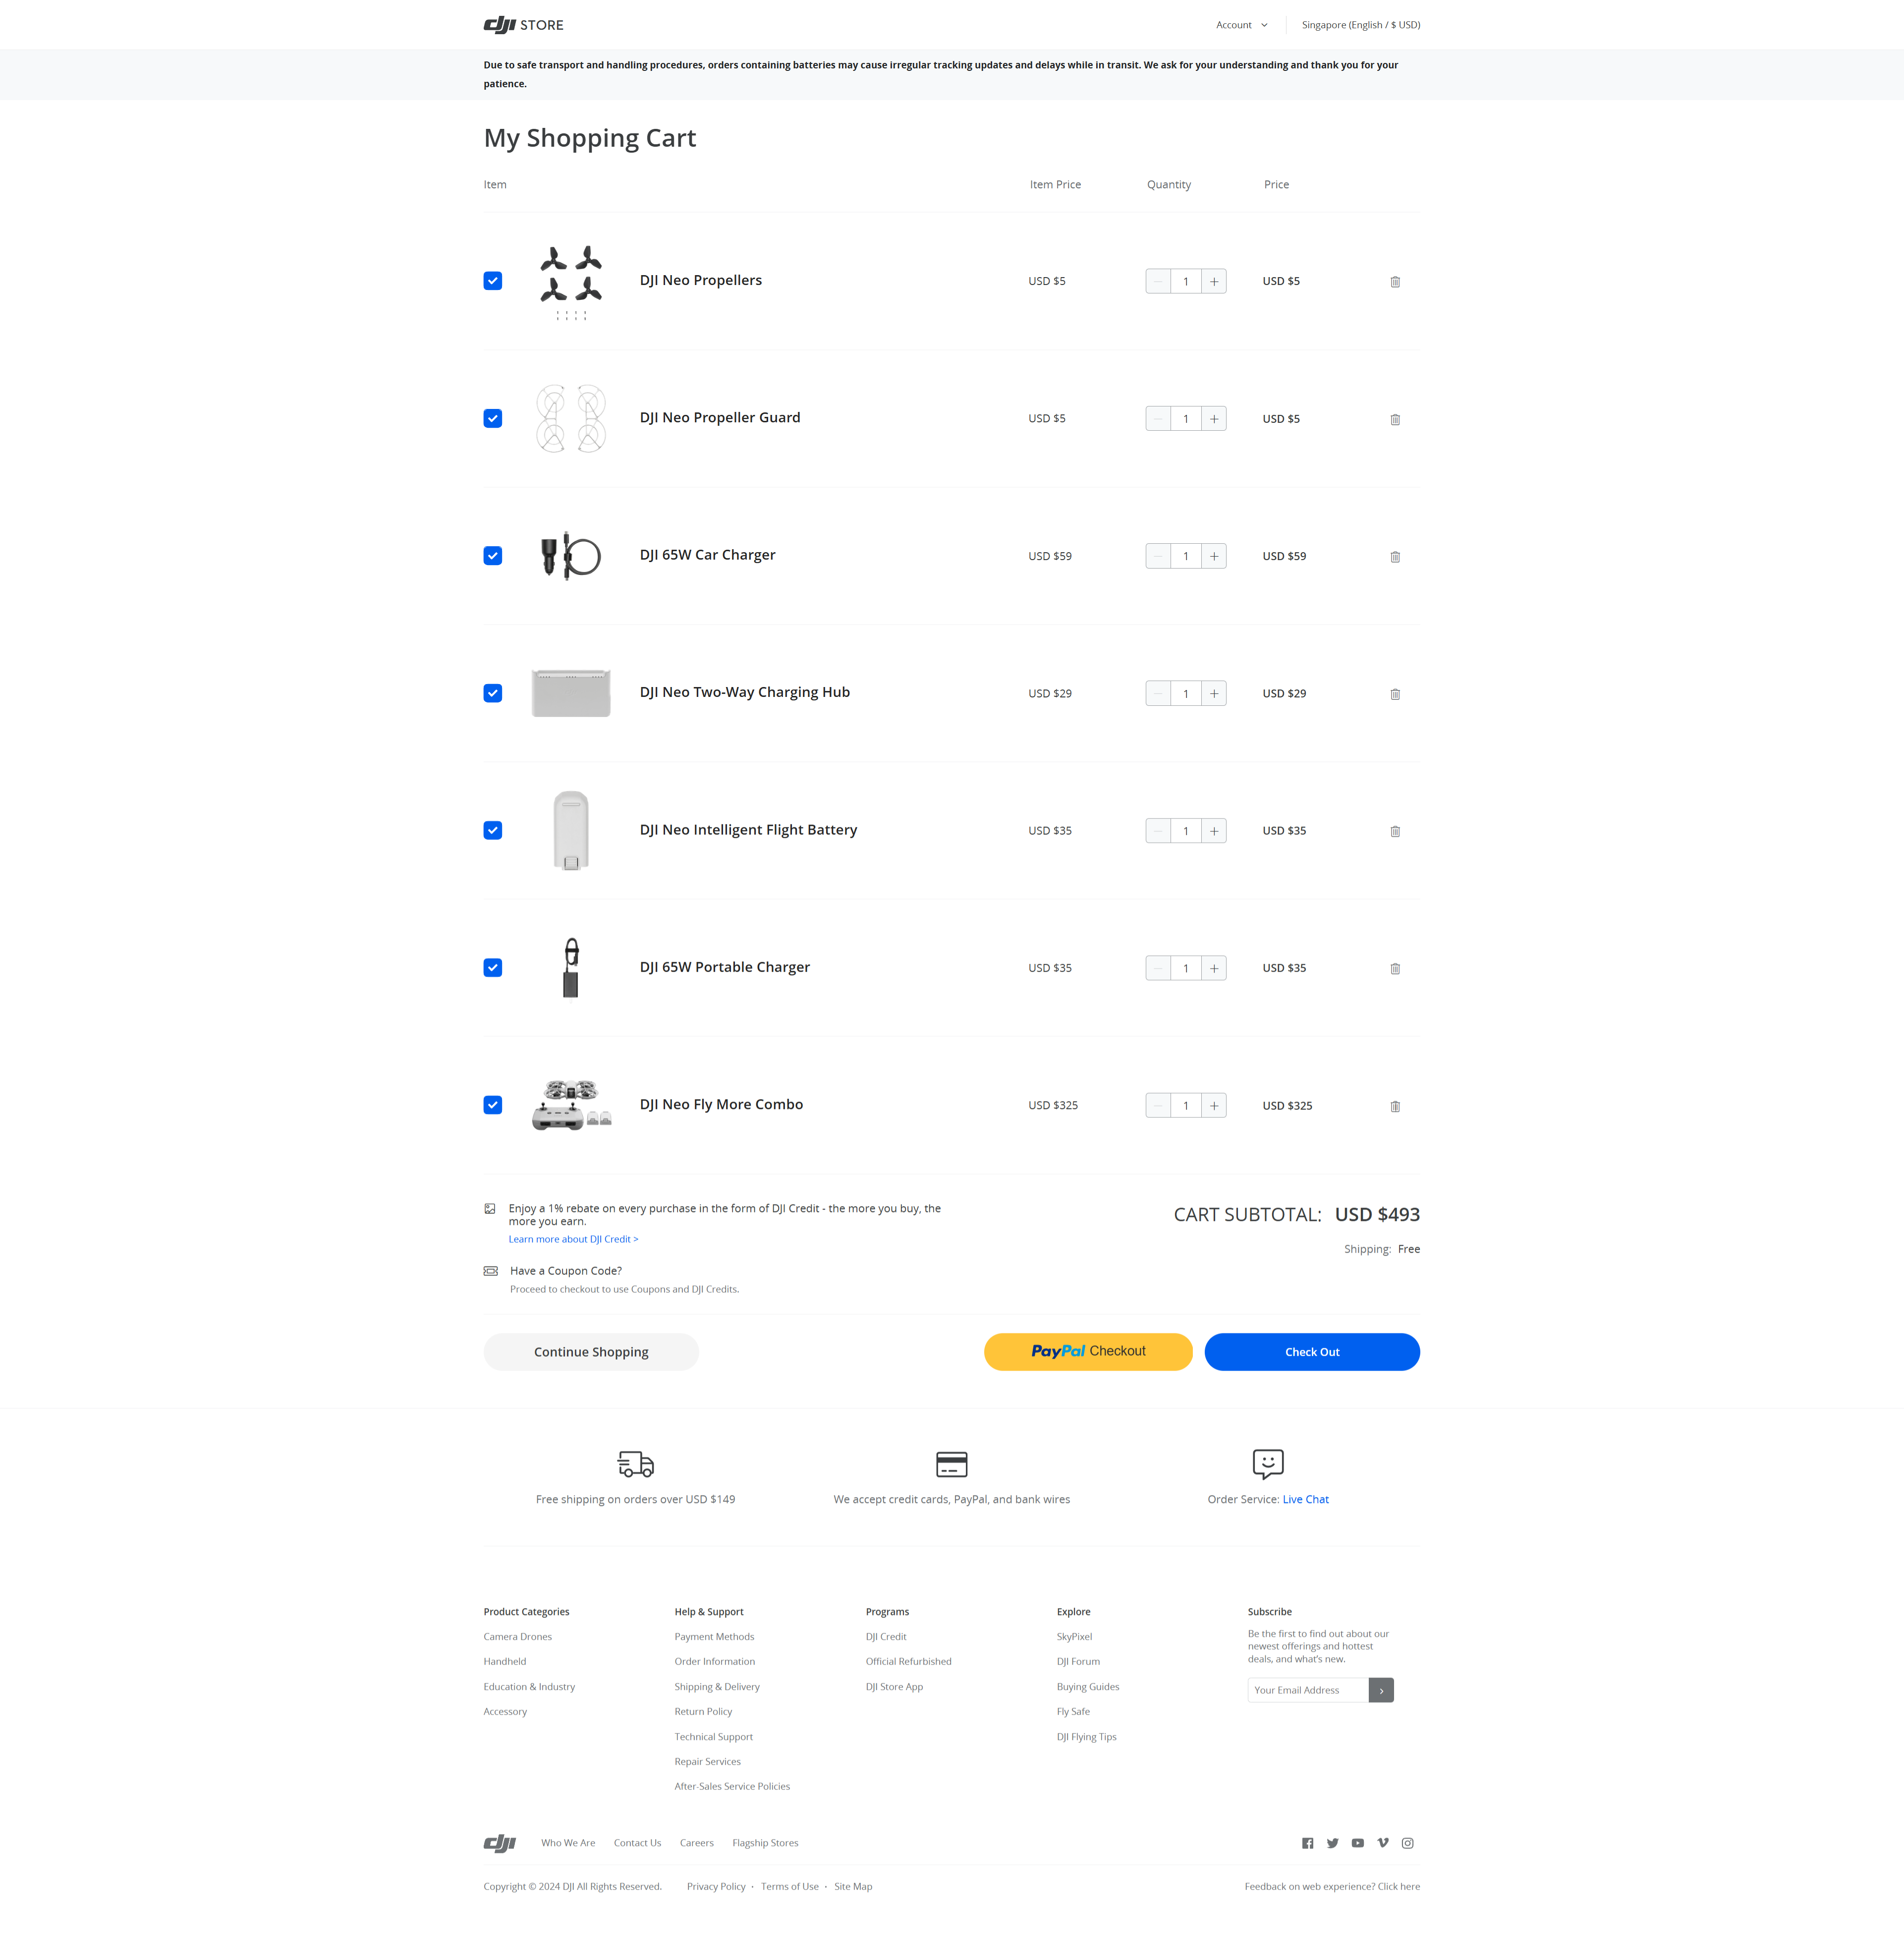 dji STORE
Account
Singapore (English / $ USD)
Due to safe transport and handling procedures, orders containing batteries may cause irregular tracking updates and delays while in transit. We ask for your understanding and thank you for your
patience.
My Shopping Cart
Item Item Price Quantity Price
DJI Neo Propellers USD $5 1 USD $5
DJI Neo Propeller Guard USD $5 1 USD $5
DJI 65W Car Charger USD $59 1 USD $59
DJI Neo Two-Way Charging Hub USD $29 1 USD $29
DJI Neo Intelligent Flight Battery USD $35 1 USD $35
DJI 65W Portable Charger USD $35 1 USD $35
DJI Neo Fly More Combo USD $325 1 USD $325
Enjoy a 1% rebate on every purchase in the form of DJI Credit - the more you buy, the
more you earn.
Learn more about DJI Credit >
Have a Coupon Code?
Proceed to checkout to use Coupons and DJI Credits.
CART SUBTOTAL: USD $493
Shipping: Free
Continue Shopping
PayPal Checkout
Check Out
Free shipping on orders over USD $149
We accept credit cards, PayPal, and bank wires
Order Service: Live Chat
Product Categories
Camera Drones
Handheld
Education & Industry
Accessory
Help & Support
Payment Methods
Order Information
Shipping & Delivery
Return Policy
Technical Support
Repair Services
After-Sales Service Policies
Programs
DJI Credit
Official Refurbished
DJI Store App
Explore
SkyPixel
DJI Forum
Buying Guides
Fly Safe
DJI Flying Tips
Subscribe
Be the first to find out about our
newest offerings and hottest
deals, and what's new.
Your Email Address
dji
Who We Are Contact Us Careers Flagship Stores
Copyright © 2024 DJI All Rights Reserved. Privacy Policy · Terms of Use · Site Map
Feedback on web experience? Click here